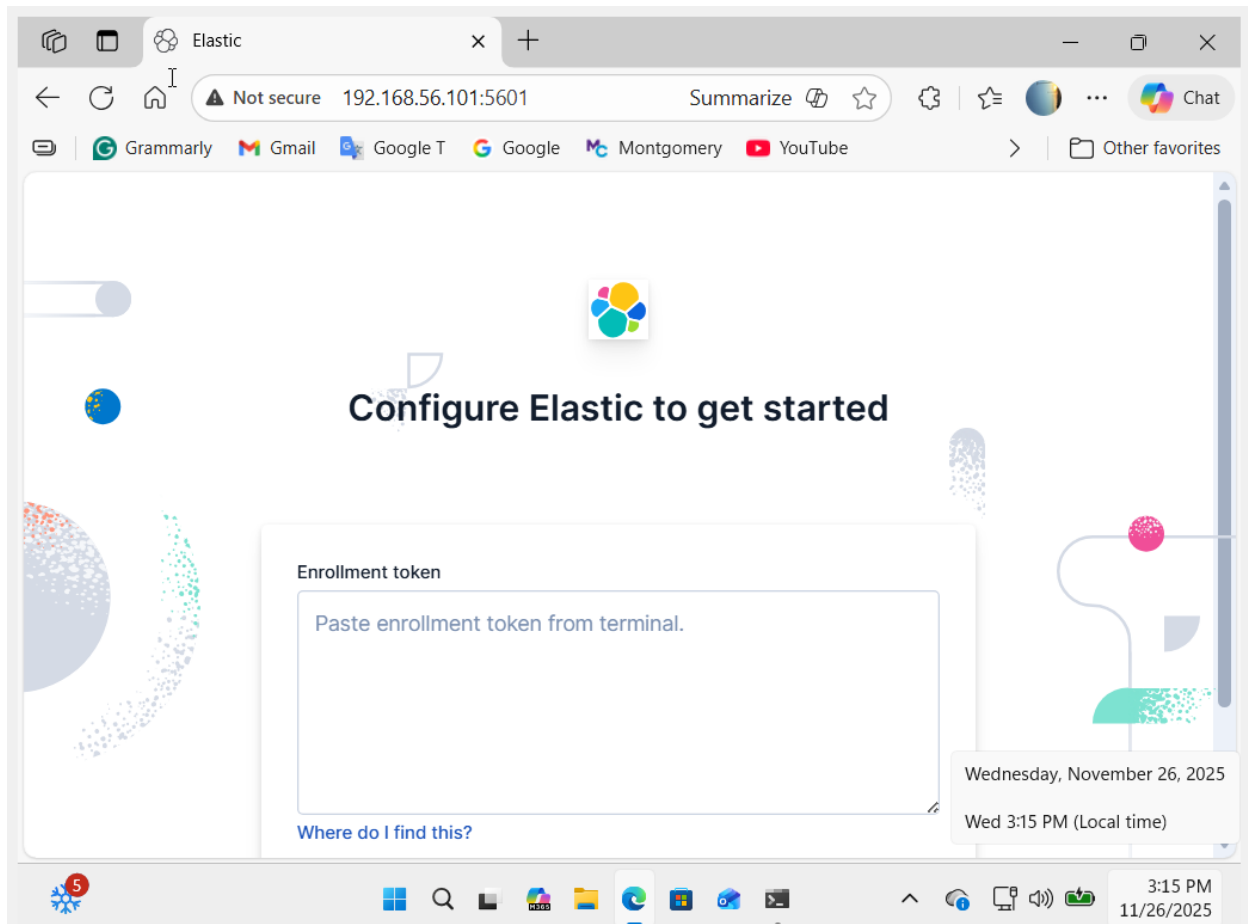 Elastic
Not secure 192.168.56.101:5601 Summarize Chat
Grammarly Gmail Google T Google Montgomery YouTube Other favorites
Configure Elastic to get started
Enrollment token
Paste enrollment token from terminal.
Where do I find this?
Wednesday, November 26, 2025
Wed 3:15 PM (Local time)
5
M365
3:15 PM
11/26/2025